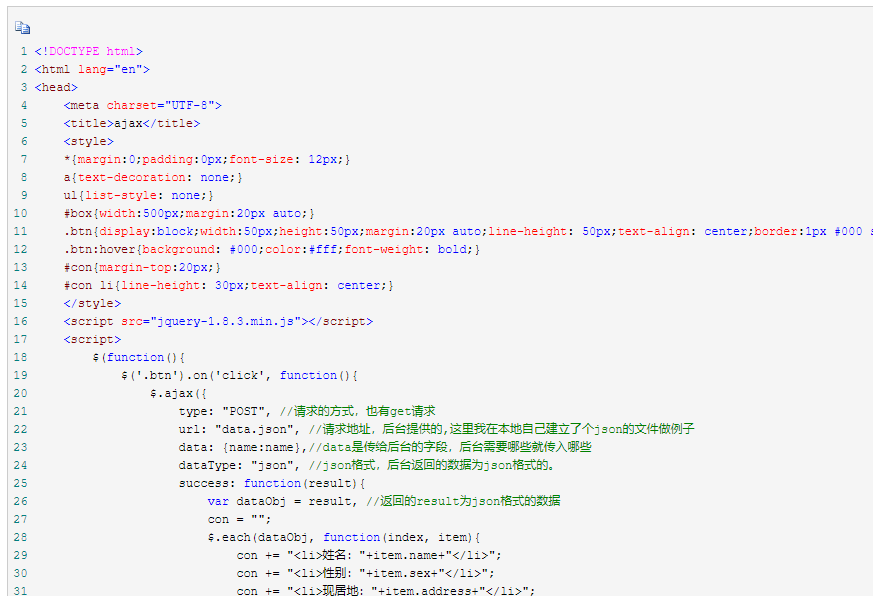 1 <!DOCTYPE html>
2 <html lang="en">
3 <head>
4     <meta charset="UTF-8">
5     <title>ajax</title>
6     <style>
7     *{margin:0;padding:0px;font-size: 12px;}
8     a{text-decoration: none;}
9     ul{list-style: none;}
10     #box{width:500px;margin:20px auto;}
11     .btn{display:block;width:50px;height:50px;margin:20px auto;line-height: 50px;text-align: center;border:1px #000 s
12     .btn:hover{background: #000;color:#fff;font-weight: bold;}
13     #con{margin-top:20px;}
14     #con li{line-height: 30px;text-align: center;}
15     </style>
16     <script src="jquery-1.8.3.min.js"></script>
17     <script>
18         $(function(){
19             $('.btn').on('click', function(){
20                 $.ajax({
21                     type: "POST", //请求的方式，也有get请求
22                     url: "data.json", //请求地址，后台提供的,这里我在本地自己建立了个json的文件做例子
23                     data: {name:name},//data是传给后台的字段，后台需要哪些就传入哪些
24                     dataType: "json", //json格式，后台返回的数据为json格式的。
25                     success: function(result){
26                         var dataObj = result, //返回的result为json格式的数据
27                         con = "";
28                         $.each(dataObj, function(index, item){
29                             con += "<li>姓名："+item.name+"</li>";
30                             con += "<li>性别："+item.sex+"</li>";
31                             con += "<li>现居地："+item.address+"</li>";